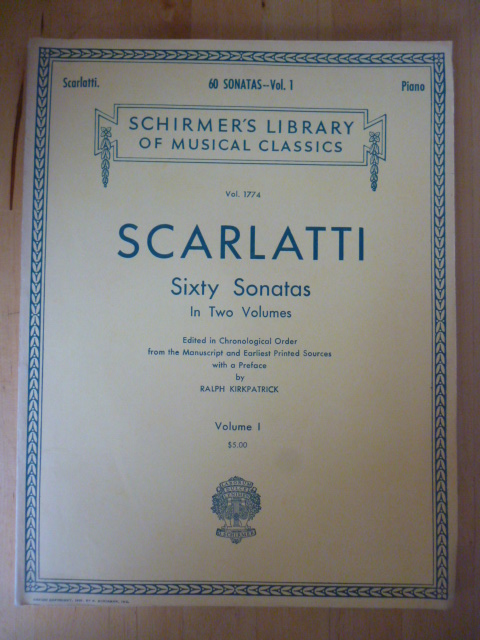 Scarlatti. 60 SONATAS—Vol. 1 Piano
SCHIRMER'S LIBRARY
OF MUSICAL CLASSICS
Vol. 1774
SCARLATTI
Sixty Sonatas
In Two Volumes
Edited in Chronological Order
from the Manuscript and Earliest Printed Sources
with a Preface
by
RALPH KIRKPATRICK
Volume I
$5.00
G. SCHIRMER